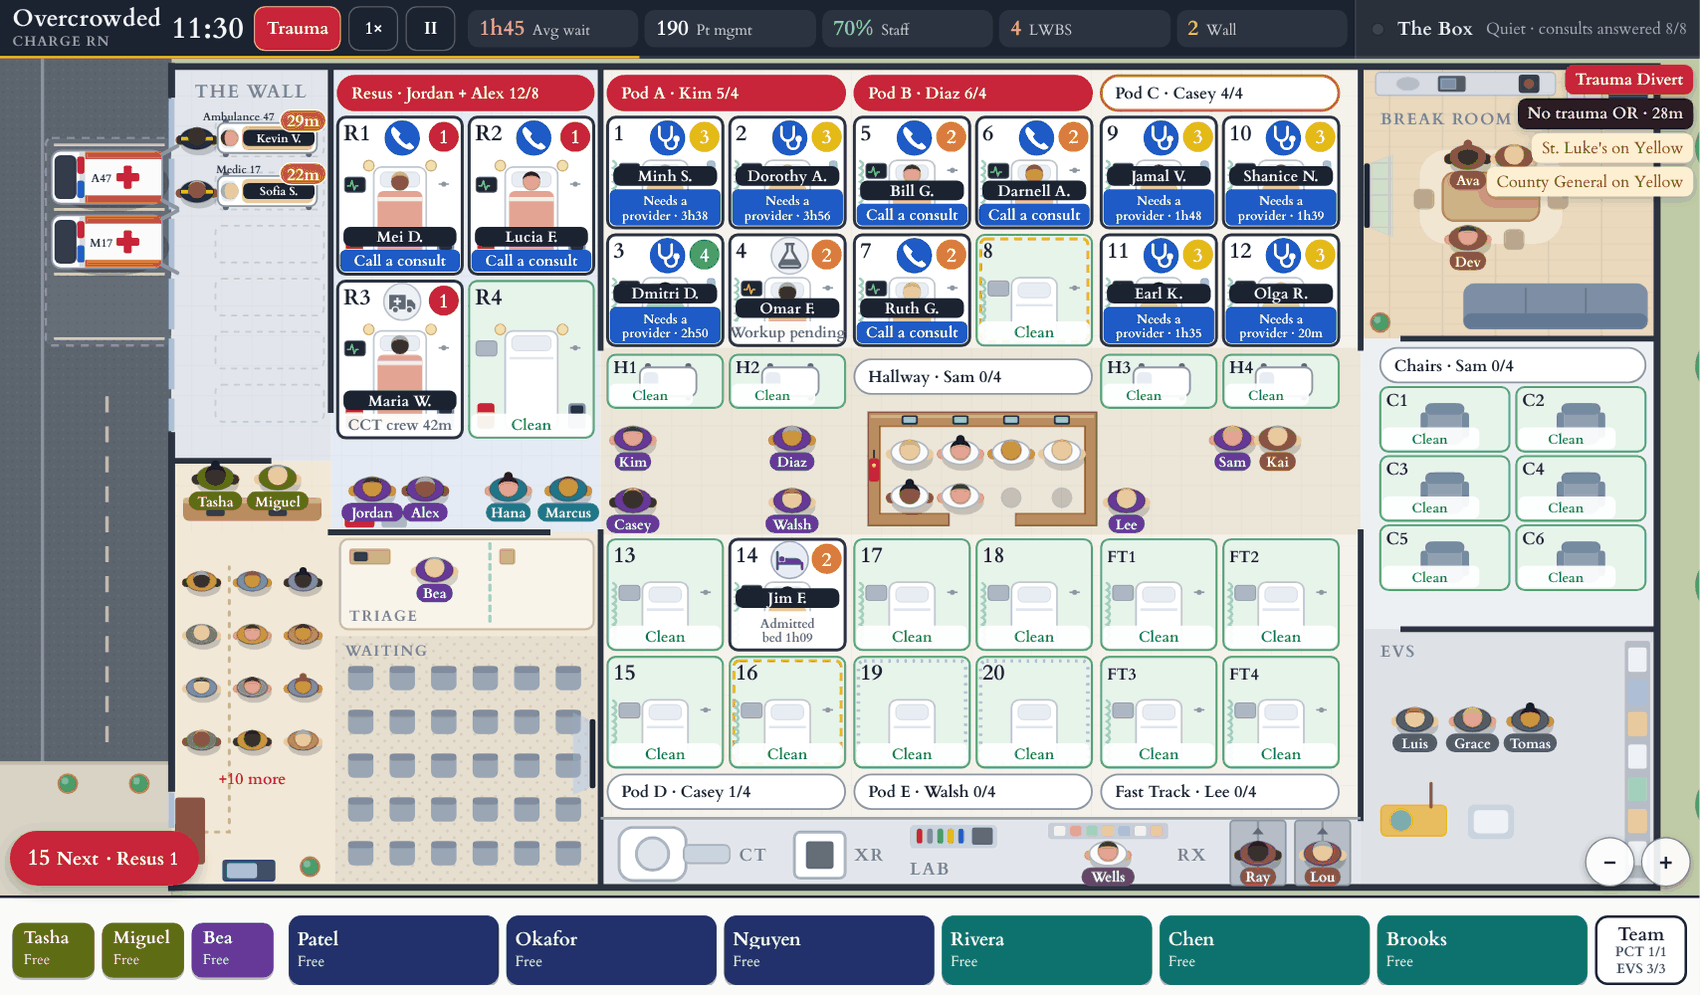 Overcrowded
CHARGE RN
11:30
Trauma
1×
II
1h45 Avg wait
190 Pt mgmt
70% Staff
4 LWBS
2 Wall
The Box
Quiet · consults answered 8/8
Trauma Divert
No trauma OR · 28m
St. Luke's on Yellow
County General on Yellow
THE WALL
Ambulance 47
29m
Kevin V.
Medic 17
22m
Sofia S.
A47
M17
Resus · Jordan + Alex 12/8
R1
1
Mei D.
Call a consult
R2
1
Lucia F.
Call a consult
R3
1
Maria W.
CCT crew 42m
R4
Clean
Pod A · Kim 5/4
1
3
Minh S.
Needs a
provider · 3h38
2
3
Dorothy A.
Needs a
provider · 3h56
3
4
Dmitri D.
Needs a
provider · 2h50
4
2
Omar F.
Workup pending
Pod B · Diaz 6/4
5
2
Bill G.
Call a consult
6
2
Darnell A.
Call a consult
7
2
Ruth G.
Call a consult
8
Clean
Pod C · Casey 4/4
9
3
Jamal V.
Needs a
provider · 1h48
10
3
Shanice N.
Needs a
provider · 1h39
11
3
Earl K.
Needs a
provider · 1h35
12
3
Olga R.
Needs a
provider · 20m
BREAK ROOM
Ava
Dev
H1
Clean
H2
Clean
Hallway · Sam 0/4
H3
Clean
H4
Clean
Chairs · Sam 0/4
C1
Clean
C2
Clean
C3
Clean
C4
Clean
C5
Clean
C6
Clean
Tasha
Miguel
Jordan
Alex
Hana
Marcus
Kim
Diaz
Casey
Walsh
Sam
Kai
Lee
Bea
TRIAGE
WAITING
+10 more
13
Clean
14
2
Jim F.
Admitted
bed 1h09
15
Clean
16
Clean
17
Clean
18
Clean
19
Clean
20
Clean
FT1
Clean
FT2
Clean
FT3
Clean
FT4
Clean
Pod D · Casey 1/4
Pod E · Walsh 0/4
Fast Track · Lee 0/4
EVS
Luis
Grace
Tomas
CT
XR
LAB
Wells
RX
Ray
Lou
15 Next · Resus 1
−
+
Tasha
Free
Miguel
Free
Bea
Free
Patel
Free
Okafor
Free
Nguyen
Free
Rivera
Free
Chen
Free
Brooks
Free
Team
PCT 1/1
EVS 3/3